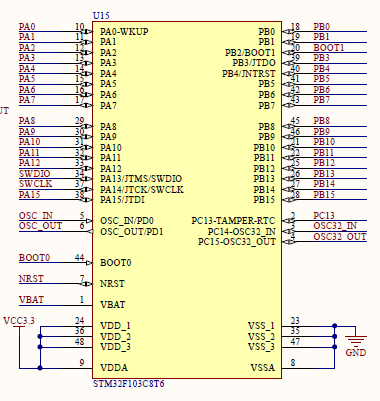 U15
PA0 10 PA0-WKUP PB0 18 PB0
PA1 11 PA1 PB1 19 PB1
PA2 12 PA2 PB2/BOOT1 20 BOOT1
PA3 13 PA3 PB3/JTDO 39 PB3
PA4 14 PA4 PB4/JNTRST 40 PB4
PA5 15 PA5 PB5 41 PB5
PA6 16 PA6 PB6 42 PB6
PA7 17 PA7 PB7 43 PB7
UT
PA8 29 PA8 PB8 45 PB8
PA9 30 PA9 PB9 46 PB9
PA10 31 PA10 PB10 21 PB10
PA11 32 PA11 PB11 22 PB11
PA12 33 PA12 PB12 25 PB12
SWDIO 34 PA13/JTMS/SWDIO PB13 26 PB13
SWCLK 37 PA14/JTCK/SWCLK PB14 27 PB14
PA15 38 PA15/JTDI PB15 28 PB15
OSC_IN 5 OSC_IN/PD0 PC13-TAMPER-RTC 2 PC13
OSC_OUT 6 OSC_OUT/PD1 PC14-OSC32_IN 3 OSC32_IN
PC15-OSC32_OUT 4 OSC32_OUT
BOOT0 44 BOOT0
NRST 7 NRST
VBAT 1 VBAT
VCC3.3 24 VDD_1 VSS_1 23
36 VDD_2 VSS_2 35
48 VDD_3 VSS_3 47
GND
9 VDDA VSSA 8
STM32F103C8T6